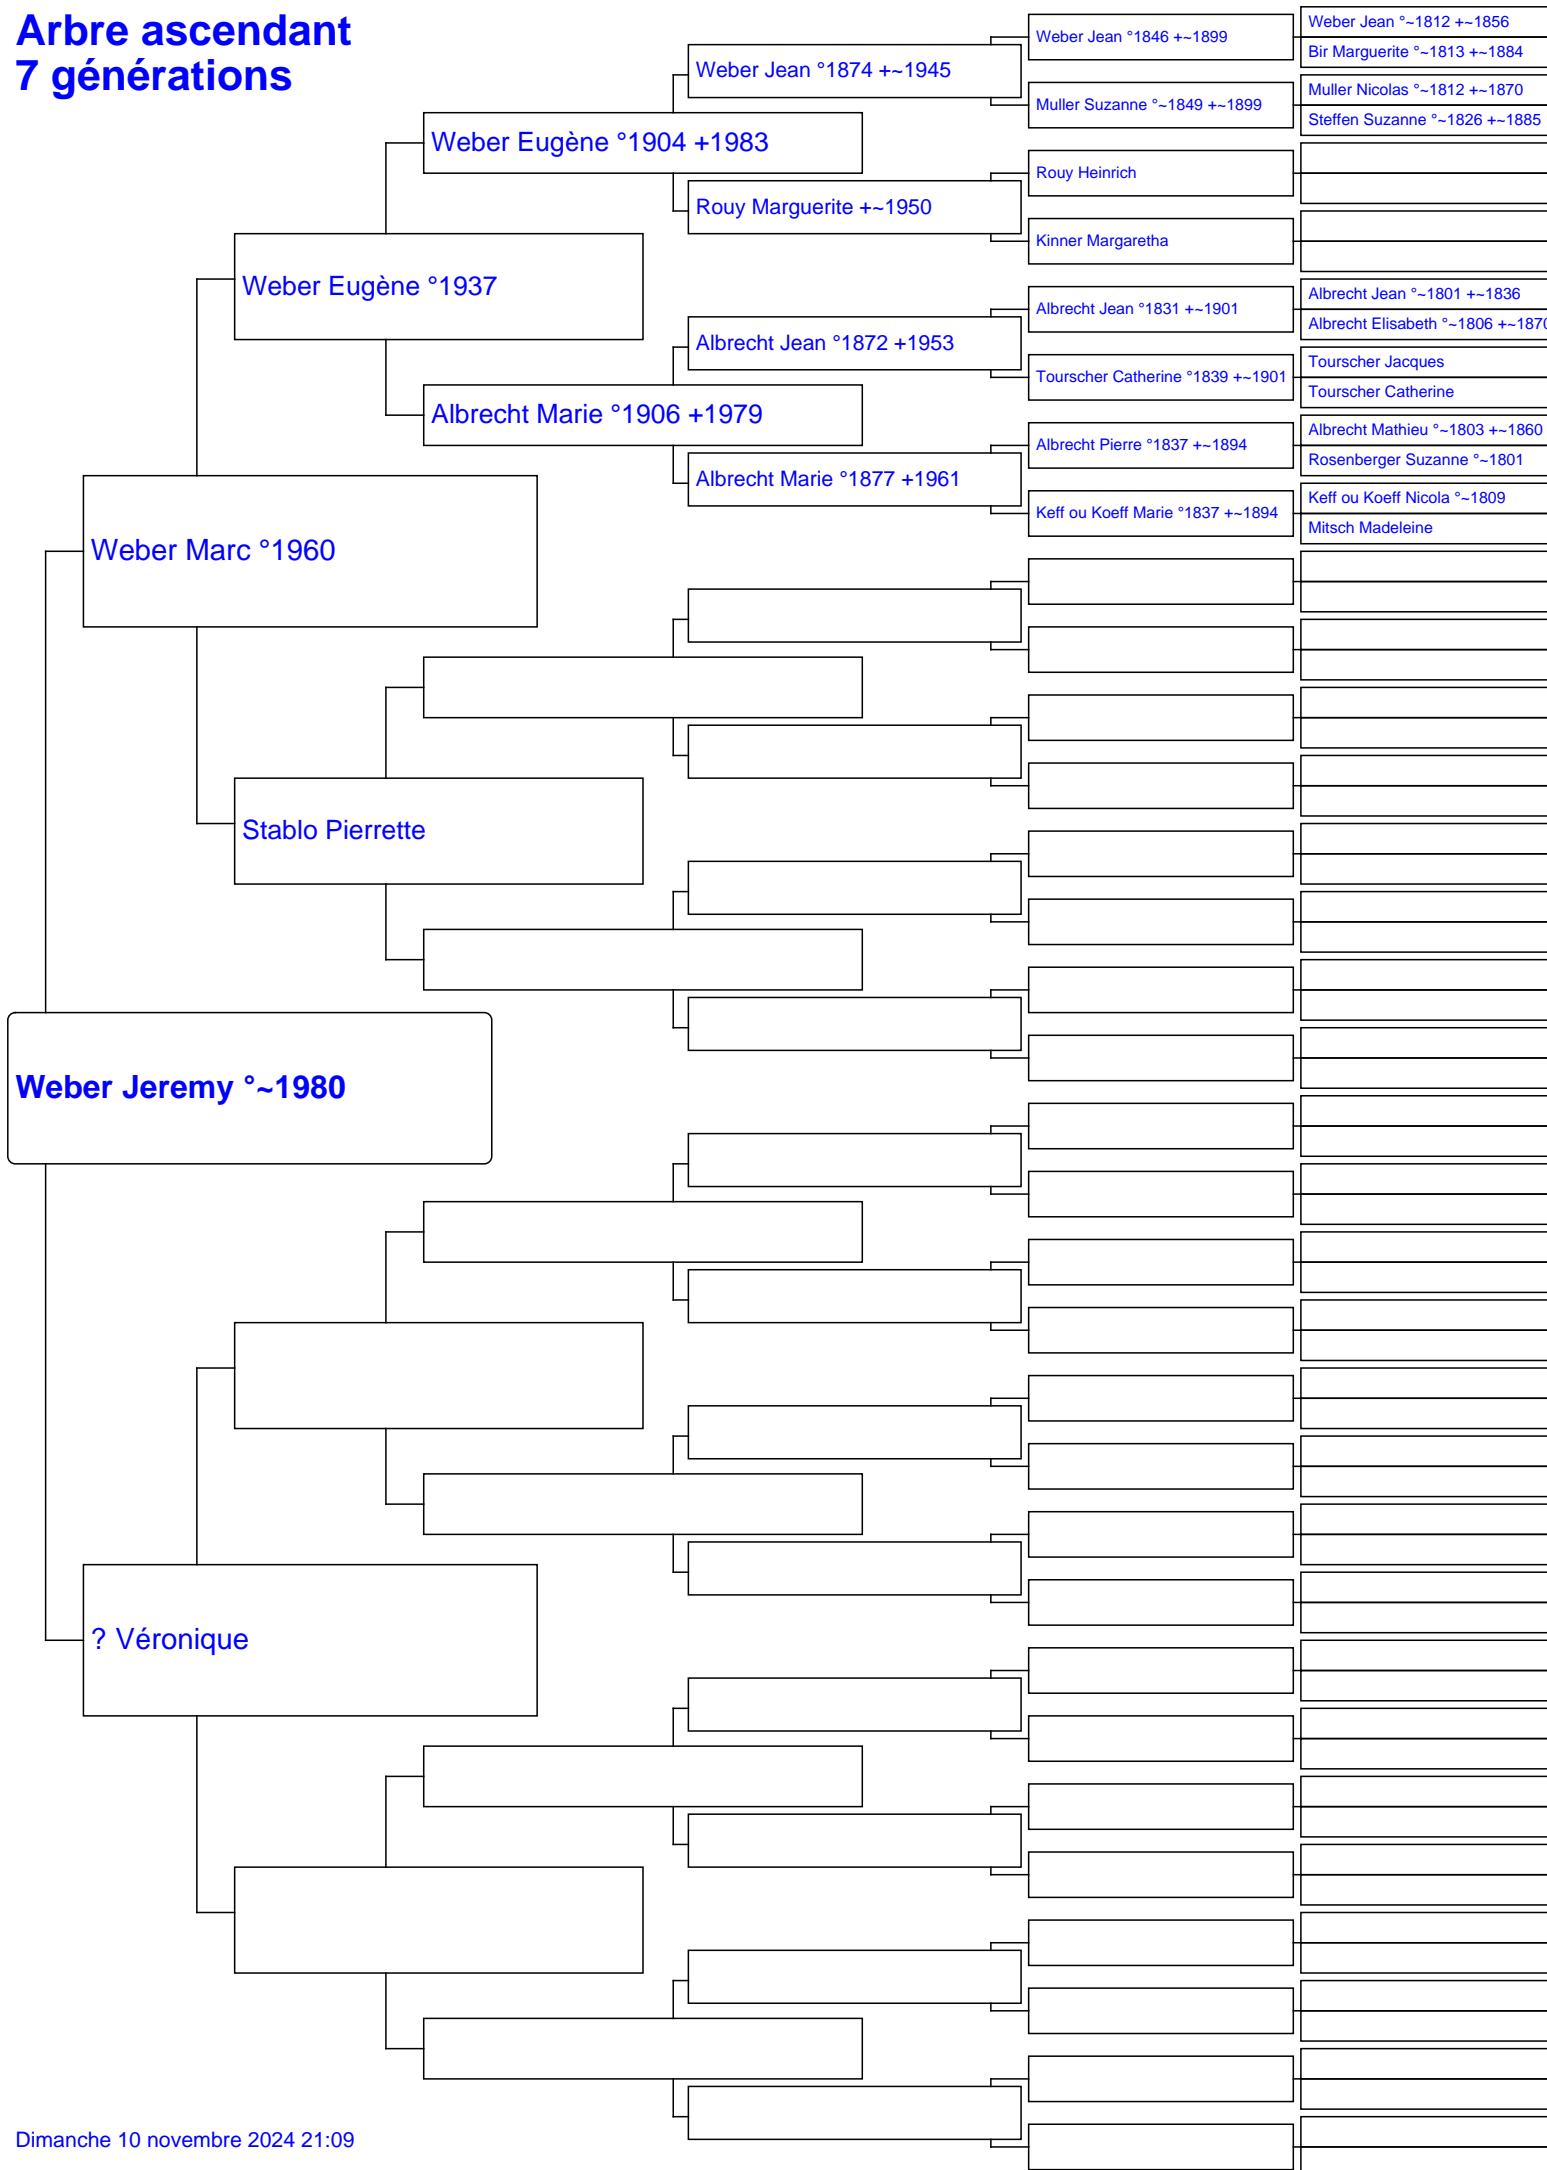 Arbre ascendant
7 générations
Weber Jean °~1812 +~1856
Weber Jean °1846 +~1899
Bir Marguerite °~1813 +~1884
Weber Jean °1874 +~1945
Muller Nicolas °~1812 +~1870
Muller Suzanne °~1849 +~1899
Steffen Suzanne °~1826 +~1885
Weber Eugène °1904 +1983
Rouy Heinrich
Rouy Marguerite +~1950
Kinner Margaretha
Weber Eugène °1937
Albrecht Jean °~1801 +~1836
Albrecht Jean °1831 +~1901
Albrecht Elisabeth °~1806 +~1870
Albrecht Jean °1872 +1953
Tourscher Jacques
Tourscher Catherine °1839 +~1901
Tourscher Catherine
Albrecht Marie °1906 +1979
Albrecht Mathieu °~1803 +~1860
Albrecht Pierre °1837 +~1894
Rosenberger Suzanne °~1801
Albrecht Marie °1877 +1961
Keff ou Koeff Nicola °~1809
Keff ou Koeff Marie °1837 +~1894
Mitsch Madeleine
Weber Marc °1960
Stablo Pierrette
Weber Jeremy °~1980
? Véronique
Dimanche 10 novembre 2024 21:09